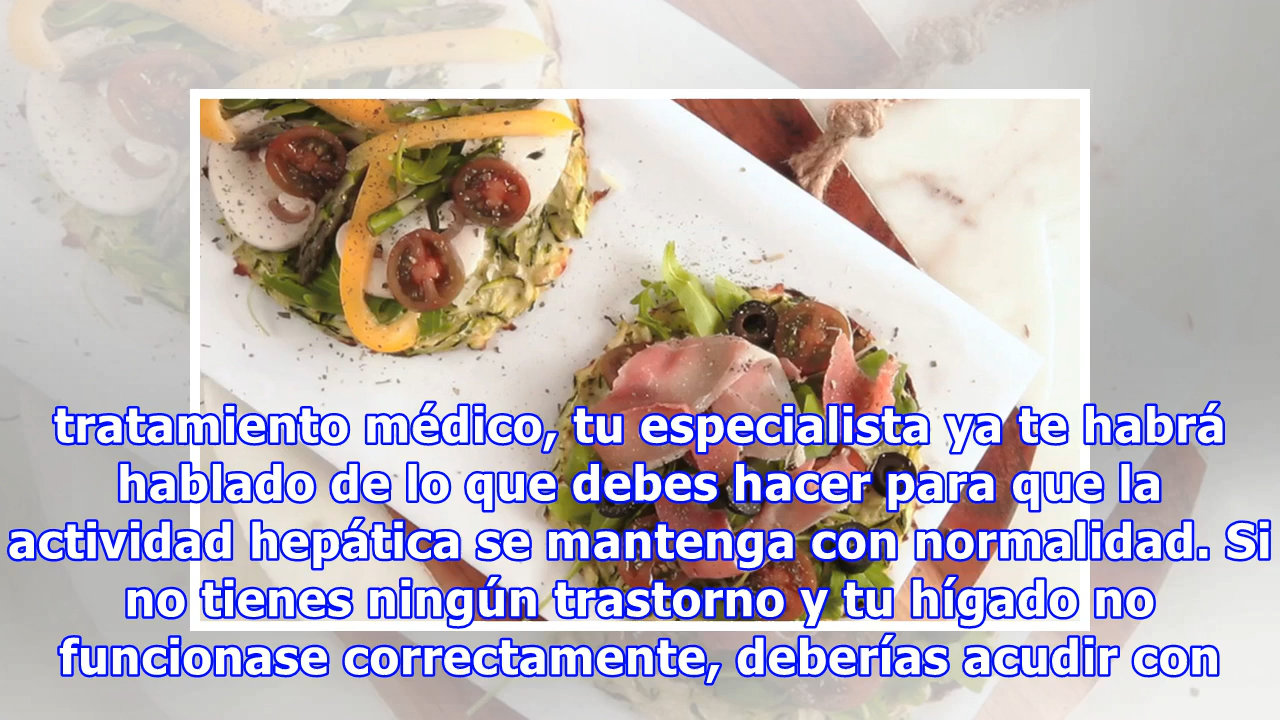 tratamiento médico, tu especialista ya te habrá
hablado de lo que debes hacer para que la
actividad hepática se mantenga con normalidad. Si
no tienes ningún trastorno y tu hígado no
funcionase correctamente, deberías acudir con